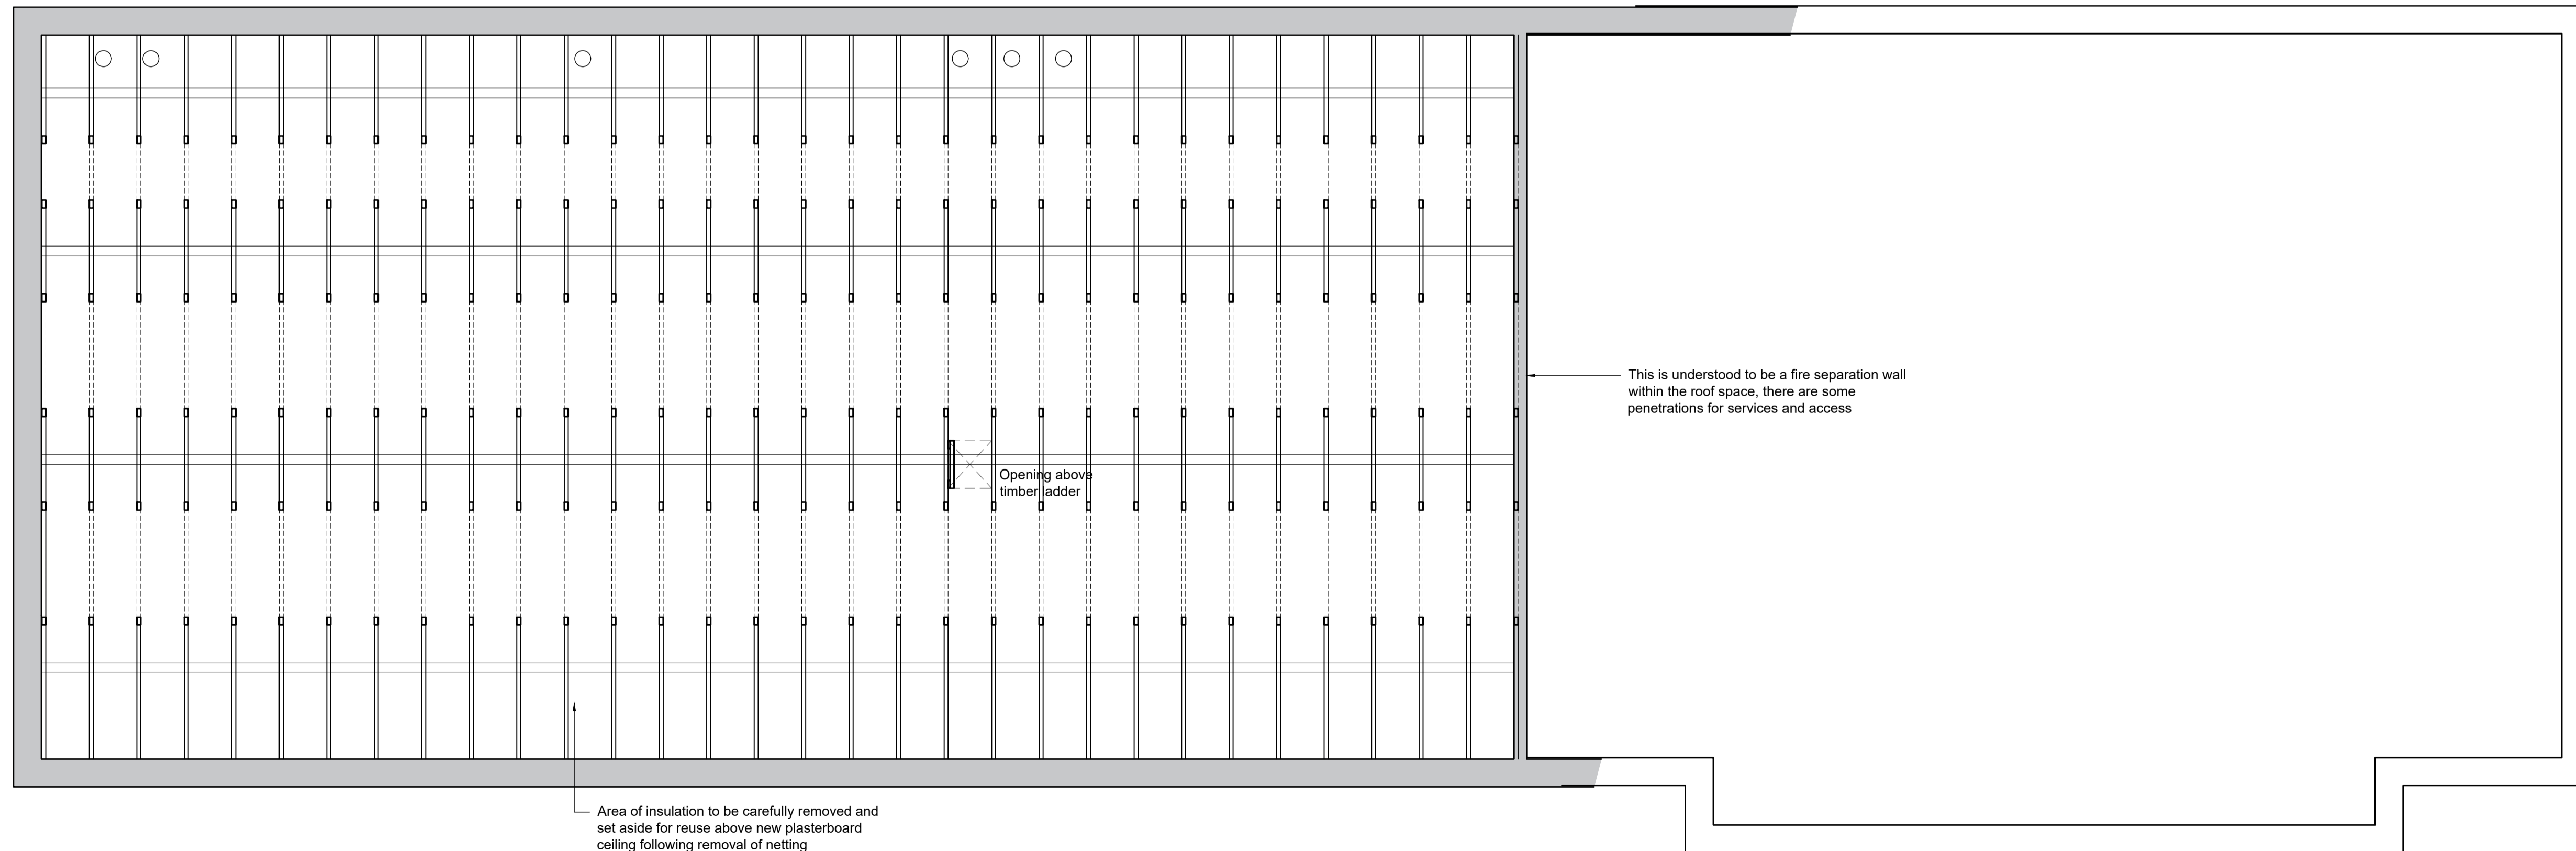 This is understood to be a fire separation wall
within the roof space, there are some
penetrations for services and access
Opening above
timber ladder
Area of insulation to be carefully removed and
set aside for reuse above new plasterboard
ceiling following removal of netting